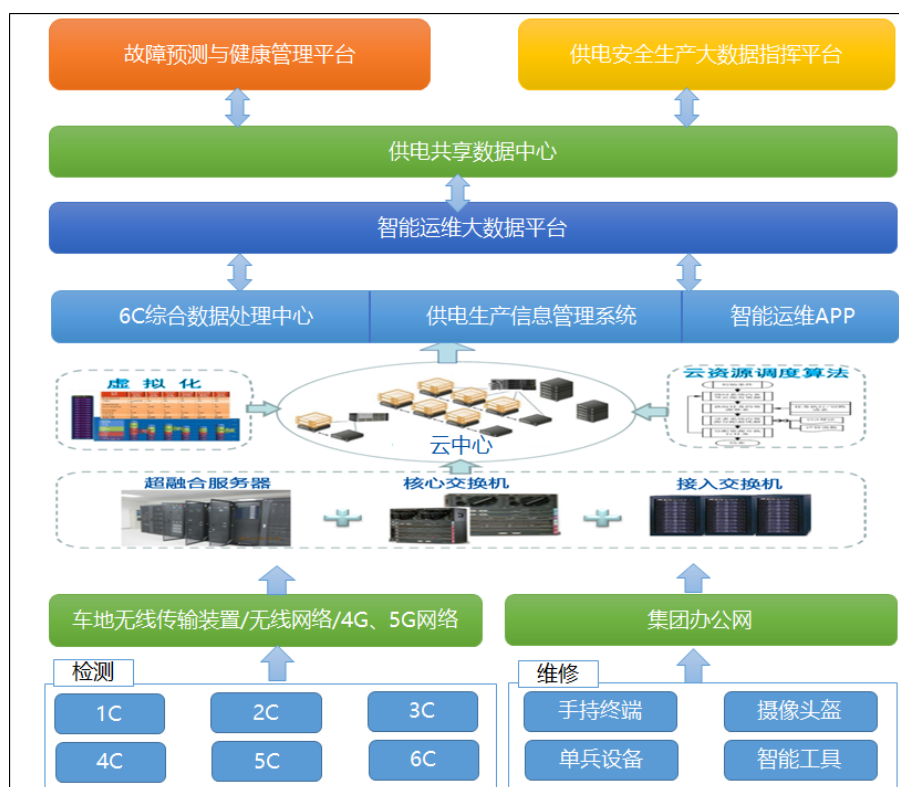 故障预测与健康管理平台
供电安全生产大数据指挥平台
供电共享数据中心
智能运维大数据平台
6C综合数据处理中心
供电生产信息管理系统
智能运维APP
虚拟化
云中心
云资源调度算法
超融合服务器
核心交换机
接入交换机
车地无线传输装置/无线网络/4G、5G网络
集团办公网
检测
1C
2C
3C
4C
5C
6C
维修
手持终端
摄像头盔
单兵设备
智能工具